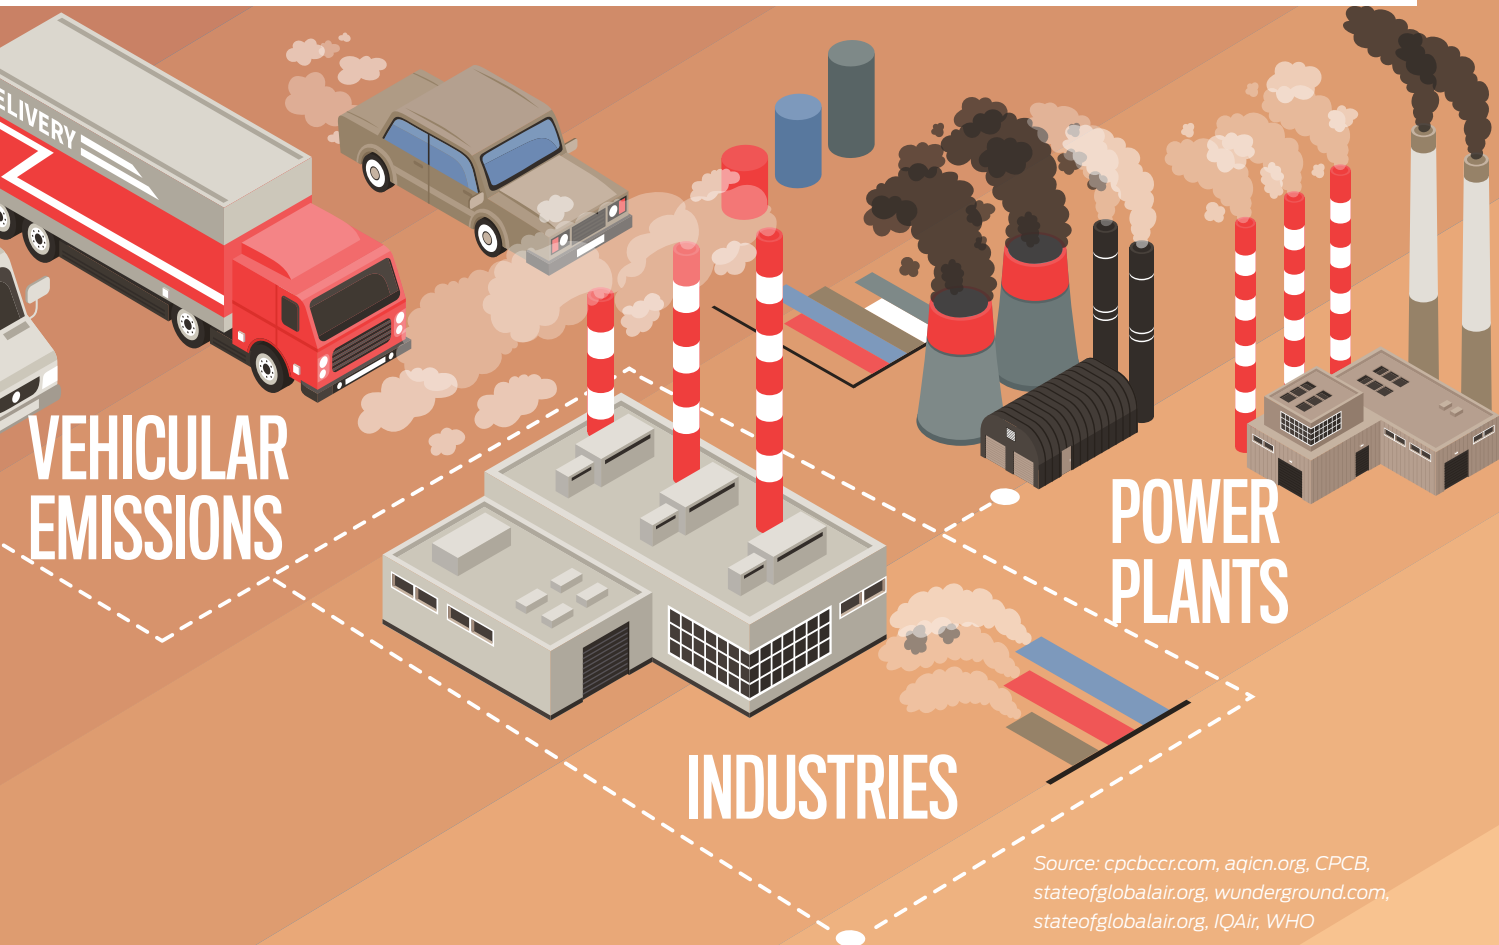 ELIVERY
VEHICULAR
EMISSIONS
POWER
PLANTS
INDUSTRIES
Source: cpcbccr.com, aqicn.org, CPCB,
stateofglobalair.org, wunderground.com,
stateofglobalair.org, IQAir, WHO